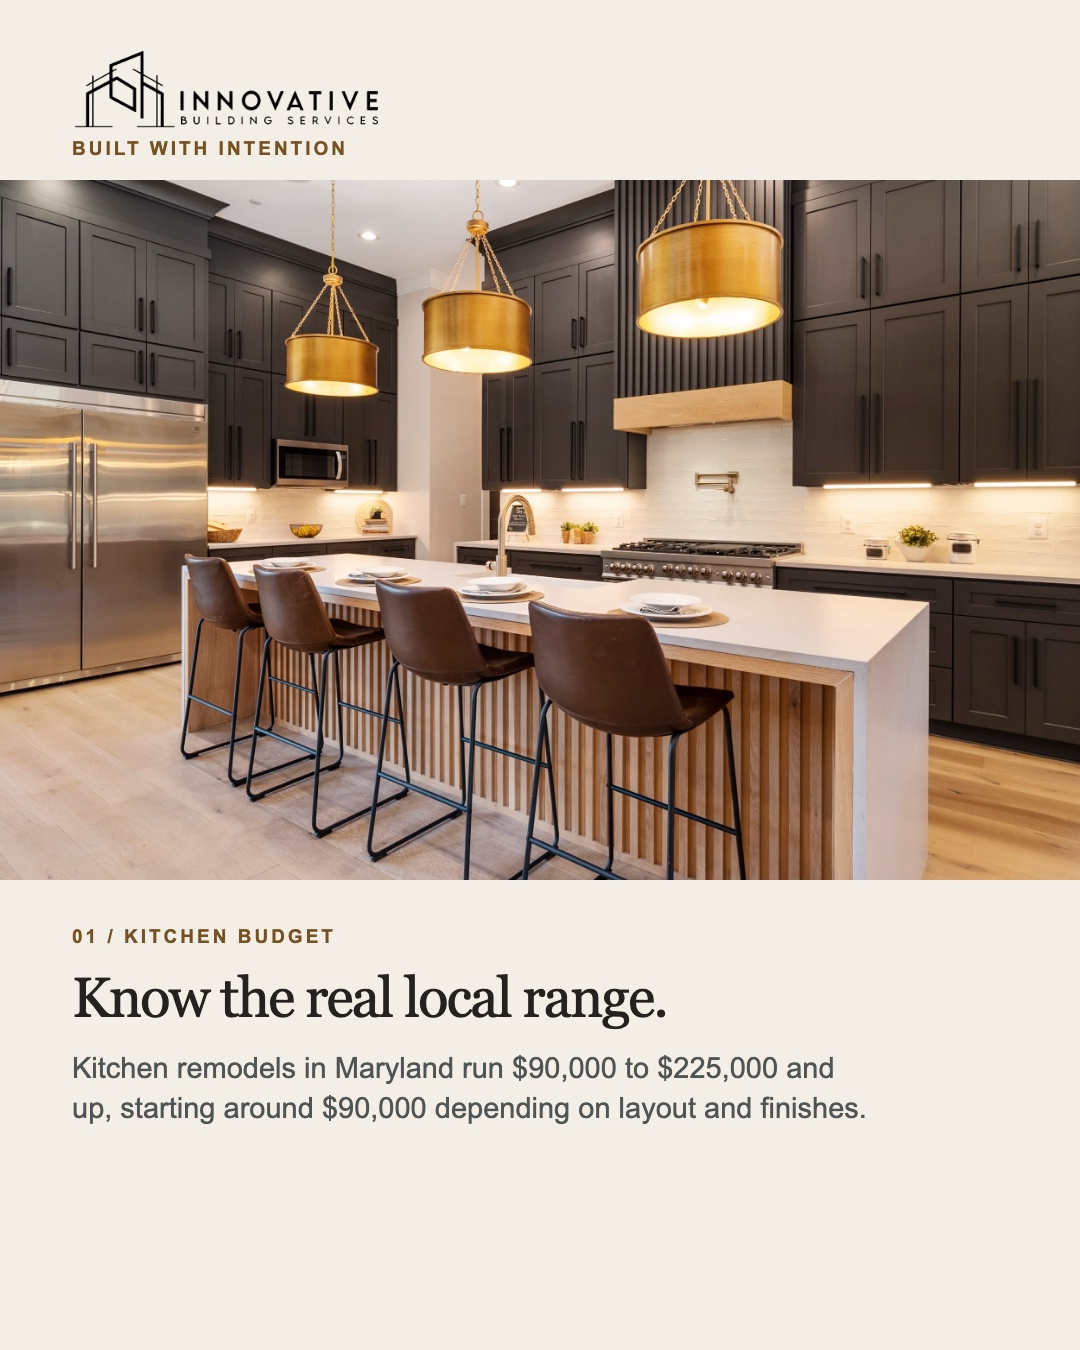 INNOVATIVE
BUILDING SERVICES
BUILT WITH INTENTION
01 / KITCHEN BUDGET
Know the real local range.
Kitchen remodels in Maryland run $90,000 to $225,000 and
up, starting around $90,000 depending on layout and finishes.